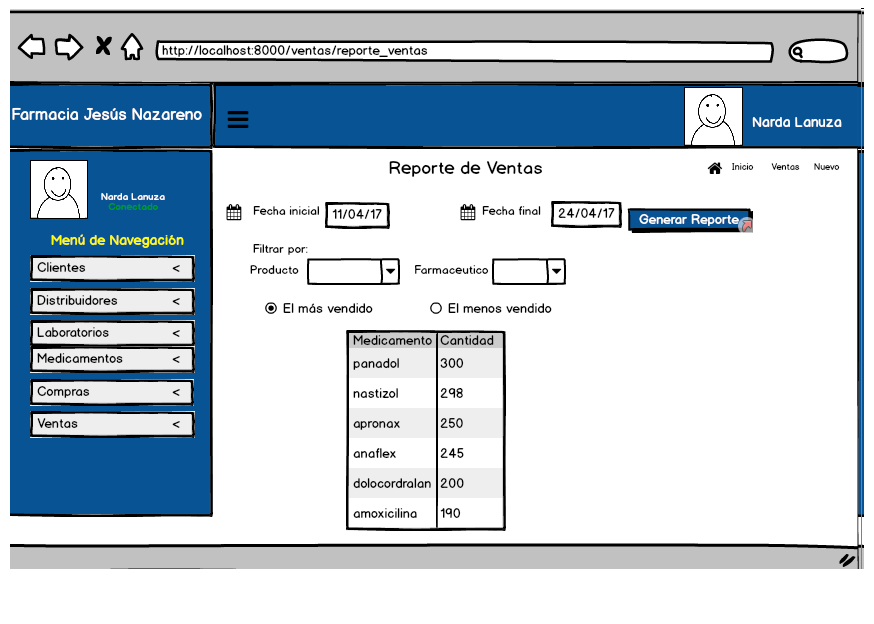 http://localhost:8000/ventas/reporte_ventas
Farmacia Jesús Nazareno
Narda Lanuza
Narda Lanuza
Conectado
Menú de Navegación
Clientes <
Distribuidores <
Laboratorios <
Medicamentos <
Compras <
Ventas <
Reporte de Ventas
Inicio Ventas Nuevo
Fecha inicial 11/04/17 Fecha final 24/04/17 Generar Reporte
Filtrar por:
Producto Farmaceutico
El más vendido El menos vendido
Medicamento Cantidad
panadol 300
nastizol 298
apronax 250
anaflex 245
dolocordralan 200
amoxicilina 190